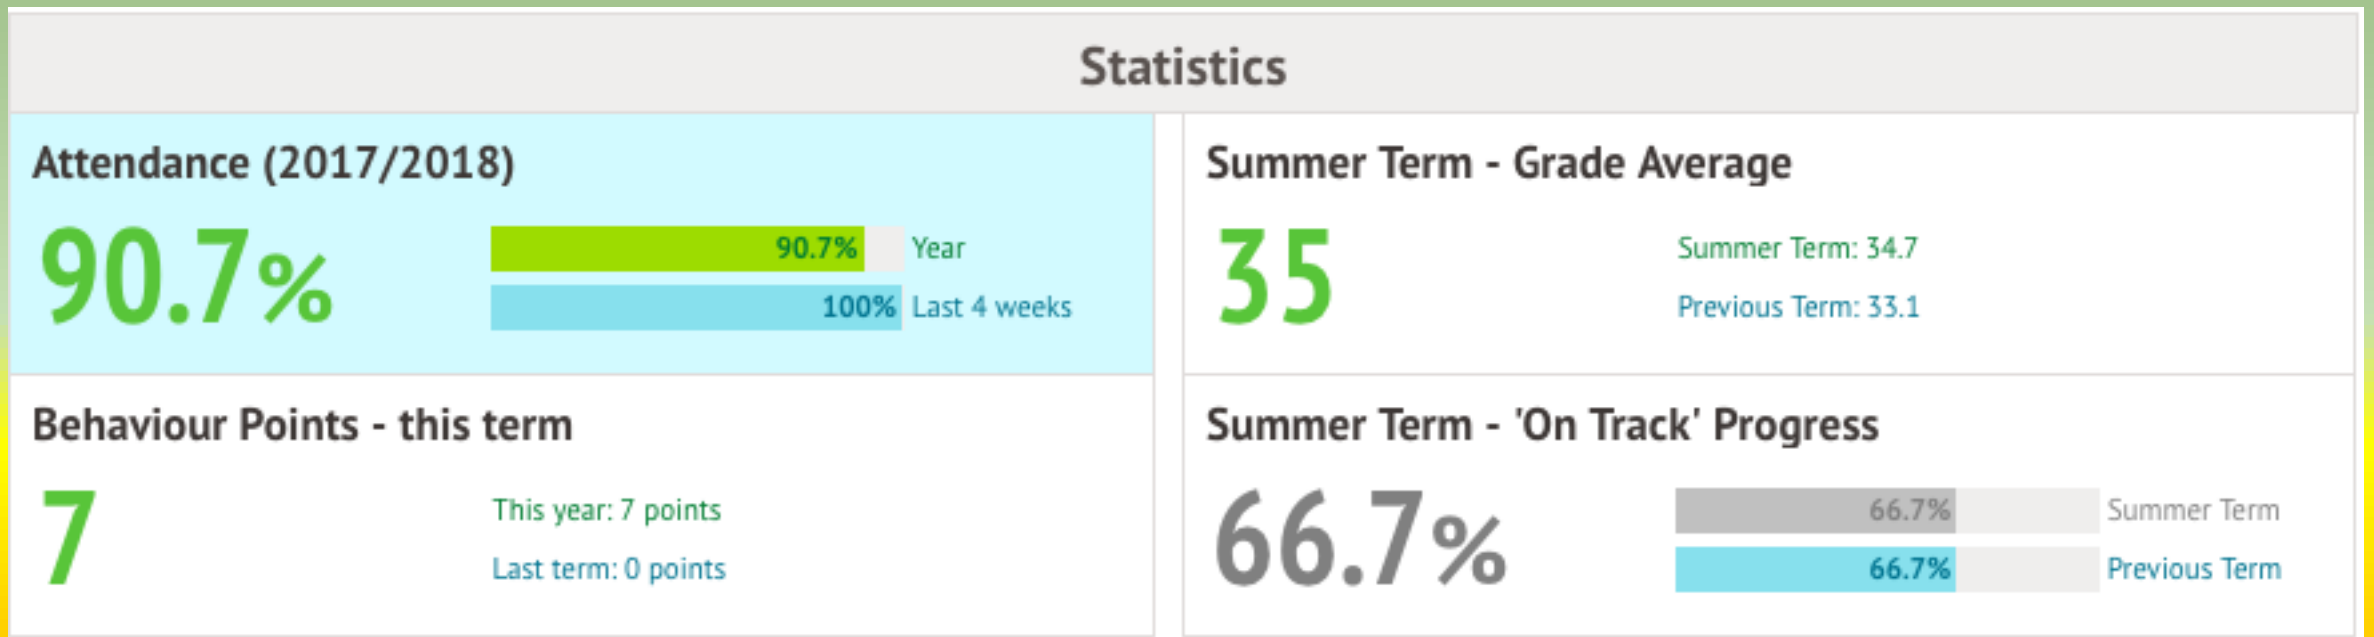 Statistics
Attendance (2017/2018)
90.7%
90.7% Year
100% Last 4 weeks
Summer Term - Grade Average
35
Summer Term: 34.7
Previous Term: 33.1
Behaviour Points - this term
7
This year: 7 points
Last term: 0 points
Summer Term - 'On Track' Progress
66.7%
66.7% Summer Term
66.7% Previous Term